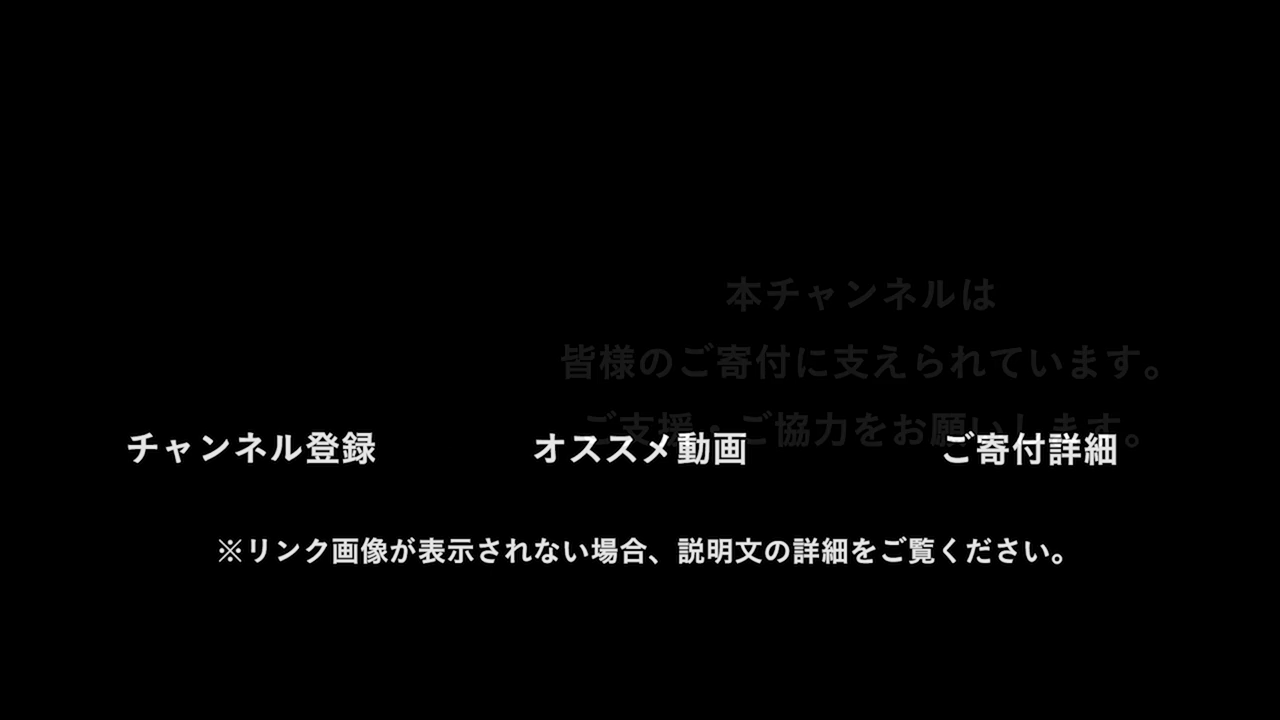 本チャンネルは
皆様のご寄付に支えられています。
ご支援・ご協力をお願いします。
チャンネル登録 オススメ動画 ご寄付詳細
※リンク画像が表示されない場合、説明文の詳細をご覧ください。